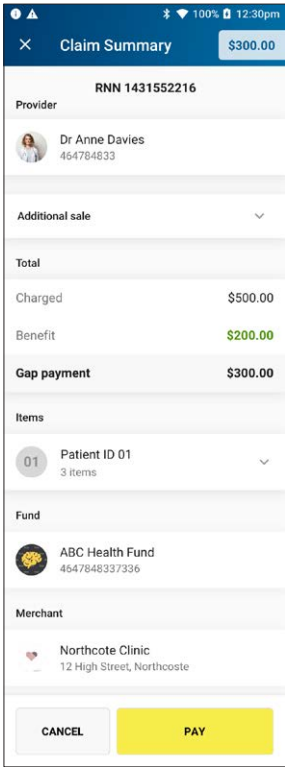 100% 12:30pm
Claim Summary $300.00
RNN 1431552216
Provider
Dr Anne Davies
464784833
Additional sale
Total
Charged $500.00
Benefit $200.00
Gap payment $300.00
Items
01 Patient ID 01
3 items
Fund
ABC Health Fund
4647848337336
Merchant
Northcote Clinic
12 High Street, Northcoste
CANCEL PAY